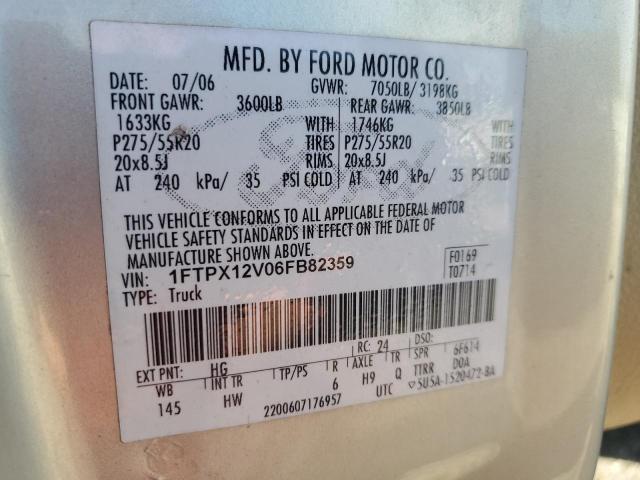 MFD. BY FORD MOTOR CO.
DATE: 07/06 GVWR: 7050LB/ 3198KG
FRONT GAWR: 3600LB REAR GAWR: 3850LB
1633KG WITH 1746KG WITH
P275/55R20 TIRES P275/55R20 TIRES
20x8.5J RIMS 20x8.5J RIMS
AT 240 kPa/ 35 PSI COLD AT 240 kPa/ 35 PSI COLD
THIS VEHICLE CONFORMS TO ALL APPLICABLE FEDERAL MOTOR
VEHICLE SAFETY STANDARDS IN EFFECT ON THE DATE OF
MANUFACTURE SHOWN ABOVE.
VIN: 1FTPX12V06FB82359 F0169
TYPE: Truck T0714
EXT PNT: HG RC: 24 DSO:
WB INT TR TP/PS R AXLE TR SPR 6F614
145 HW 6 H9 Q TTRR DOA
2200607176957 UTC 5U5A-1520472-BA
Ford